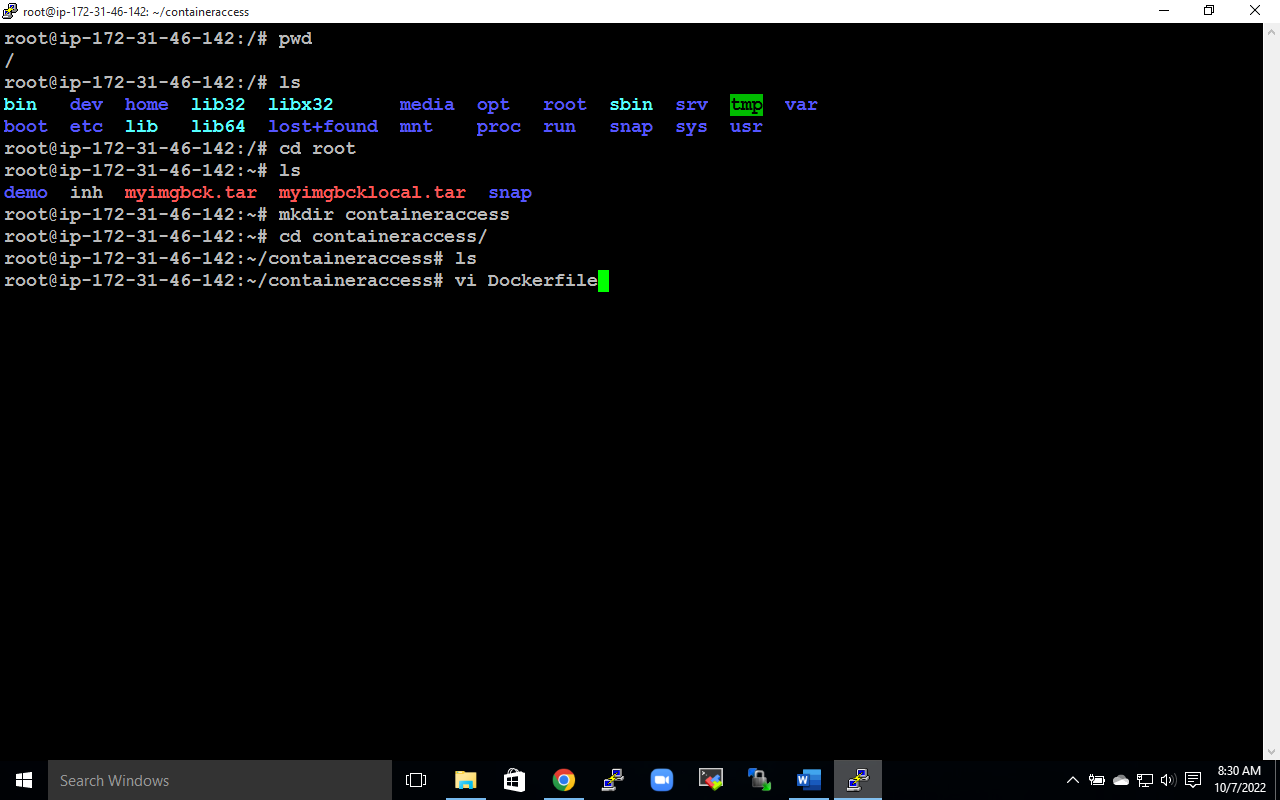 root@ip-172-31-46-142: ~/containeraccess
root@ip-172-31-46-142:/# pwd
/
root@ip-172-31-46-142:/# ls
bin dev home lib32 libx32 media opt root sbin srv tmp var
boot etc lib lib64 lost+found mnt proc run snap sys usr
root@ip-172-31-46-142:/# cd root
root@ip-172-31-46-142:~# ls
demo inh myimgbck.tar myimgbcklocal.tar snap
root@ip-172-31-46-142:~# mkdir containeraccess
root@ip-172-31-46-142:~# cd containeraccess/
root@ip-172-31-46-142:~/containeraccess# ls
root@ip-172-31-46-142:~/containeraccess# vi Dockerfile
Search Windows
8:30 AM
10/7/2022